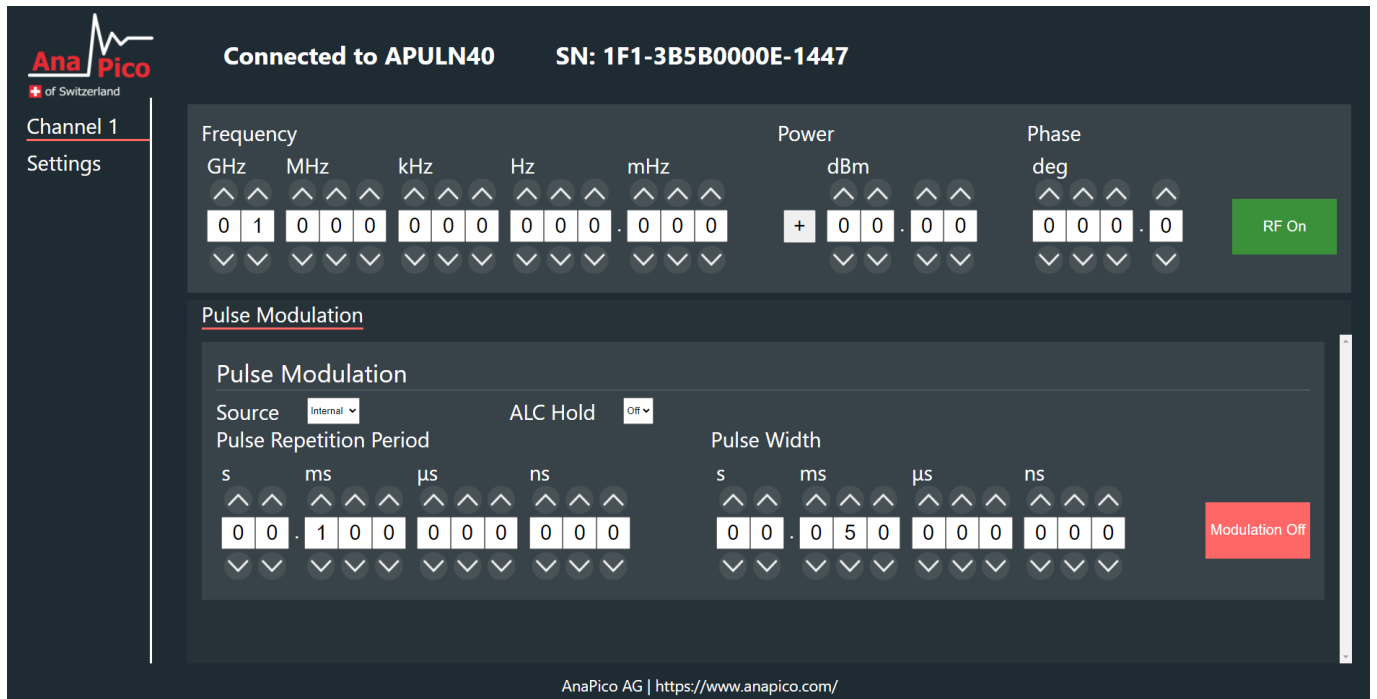 Ana Pico
of Switzerland
Connected to APULN40 SN: 1F1-3B5B0000E-1447
Channel 1
Settings
Frequency Power Phase
GHz MHz kHz Hz mHz dBm deg
0 1 0 0 0 0 0 0 0 0 0 . 0 0 0 + 0 0 . 0 0 0 0 0 . 0 RF On
Pulse Modulation
Pulse Modulation
Source Internal ALC Hold Off
Pulse Repetition Period Pulse Width
s ms µs ns s ms µs ns
0 0 . 1 0 0 0 0 0 0 0 0 0 0 . 0 5 0 0 0 0 0 0 0 Modulation Off
AnaPico AG | https://www.anapico.com/